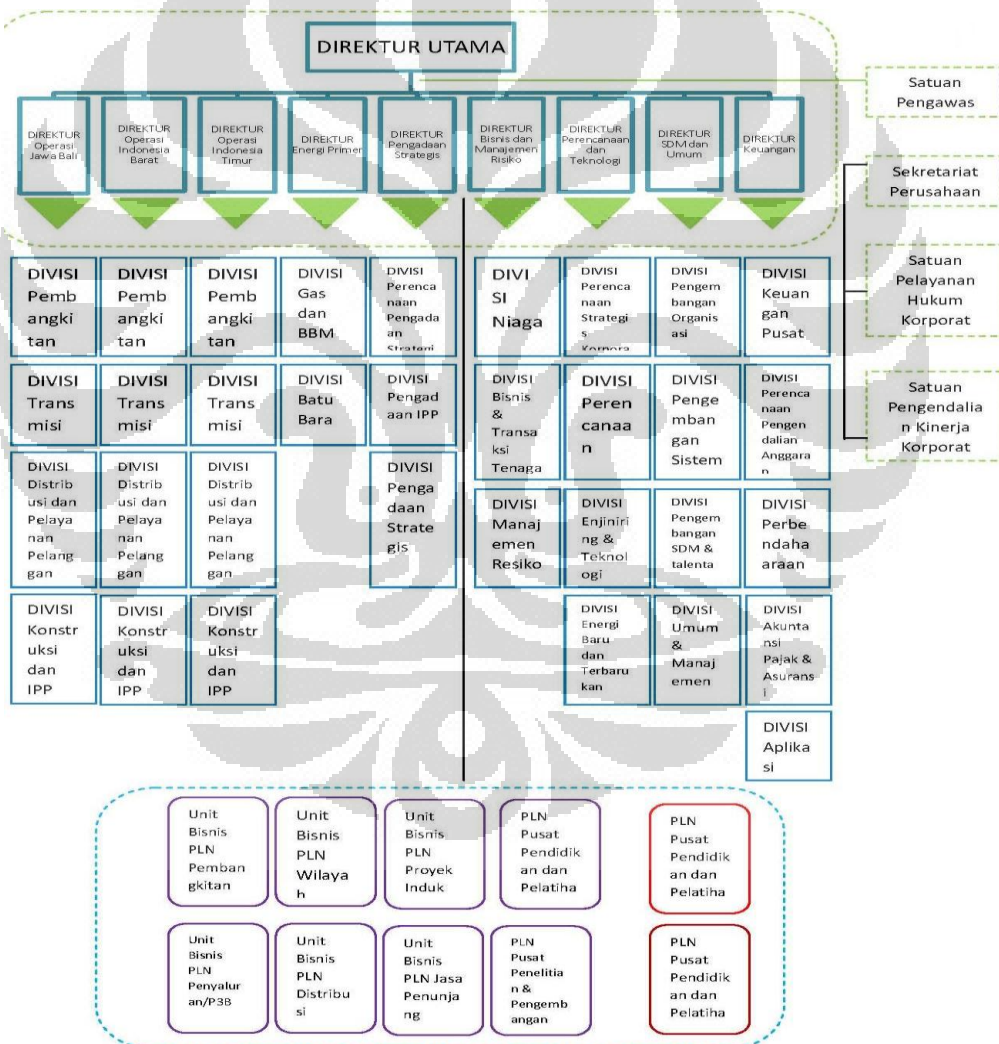 DIREKTUR UTAMA
Satuan
Pengawas
DIREKTUR
Operasi
Jawa Bali
DIREKTUR
Operasi
Indonesia
Barat
DIREKTUR
Operasi
Indonesia
Timur
DIREKTUR
Energi Primer
DIREKTUR
Pengadaan
Strategis
DIREKTUR
Bisnis dan
Manajemen
Risiko
DIREKTUR
Perencanaan
dan
Teknologi
DIREKTUR
SDM dan
Umum
DIREKTUR
Keuangan
Sekretariat
Perusahaan
Satuan
Pelayanan
Hukum
Korporat
Satuan
Pengendalia
n Kinerja
Korporat
DIVISI
Pemb
angki
tan
DIVISI
Pemb
angki
tan
DIVISI
Pemb
angki
tan
DIVISI
Gas
dan
BBM
DIVISI
Perenca
naan
Pengada
an
Strategi
DIVI
SI
Niaga
DIVISI
Perenca
naan
Strategi
s
Korpora
DIVISI
Pengem
bangan
Organis
asi
DIVISI
Keuan
gan
Pusat
DIVISI
Trans
misi
DIVISI
Trans
misi
DIVISI
Trans
misi
DIVISI
Batu
Bara
DIVISI
Pengad
aan IPP
DIVISI
Bisnis
&
Transa
ksi
Tenaga
DIVISI
Peren
canaa
n
DIVISI
Penge
mban
gan
Sistem
DIVISI
Perenca
naan
Pengen
dalian
Anggara
n
DIVISI
Distrib
usi dan
Pelaya
nan
Pelang
gan
DIVISI
Distrib
usi dan
Pelaya
nan
Pelang
gan
DIVISI
Distrib
usi dan
Pelaya
nan
Pelang
gan
DIVISI
Penga
daan
Strate
gis
DIVISI
Manaj
emen
Resiko
DIVISI
Enjiniri
ng &
Teknol
ogi
DIVISI
Pengem
bangan
SDM &
talenta
DIVISI
Perbe
ndaha
araan
DIVISI
Konstr
uksi
dan
IPP
DIVISI
Konstr
uksi
dan
IPP
DIVISI
Konstr
uksi
dan
IPP
DIVISI
Energi
Baru
dan
Terbaru
kan
DIVISI
Umum
&
Manaj
emen
DIVISI
Akunta
nsi
Pajak &
Asurans
i
DIVISI
Aplika
si
Unit
Bisnis
PLN
Pemban
gkitan
Unit
Bisnis
PLN
Wilaya
h
Unit
Bisnis
PLN
Proyek
Induk
PLN
Pusat
Pendidik
an dan
Pelatiha
PLN
Pusat
Pendidik
an dan
Pelatiha
Unit
Bisnis
PLN
Penyalur
an/P3B
Unit
Bisnis
PLN
Distribu
si
Unit
Bisnis
PLN Jasa
Penunja
ng
PLN
Pusat
Penelitia
n &
Pengemb
angan
PLN
Pusat
Pendidik
an dan
Pelatiha